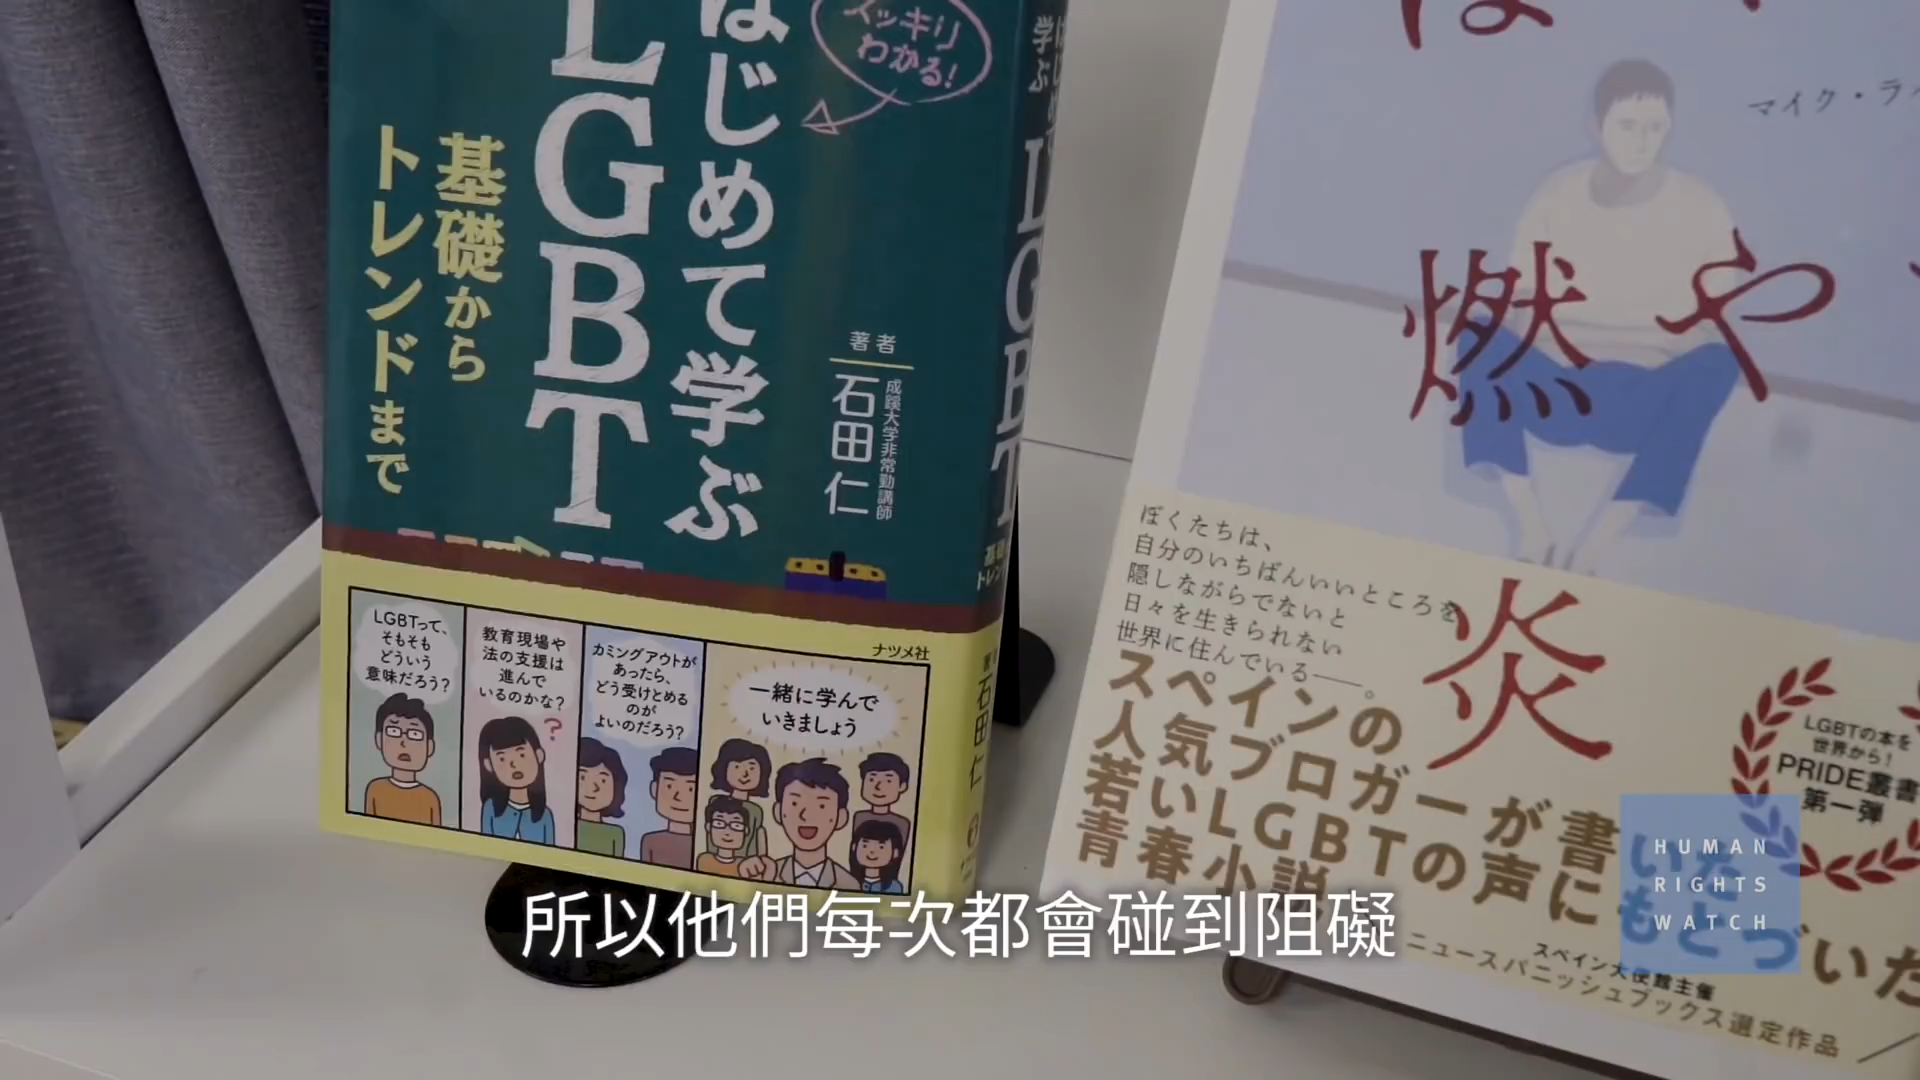 スッキリ
わかる!
はじめて学ぶ
LGBT
基礎から
トレンドまで
著者
成蹊大学非常勤講師
石田 仁
ナツメ社
LGBTって、
そもそも
どういう
意味だろう?
教育現場や
法の支援は
進んで
いるのかな?
?
カミングアウトが
あったら、
どう受けとめる
のが
よいのだろう?
一緒に学んで
いきましょう
はじめて
学ぶ
LGBT
基礎
トレン
著
石田 仁
マイク・ラ
燃や
炎
ぼくたちは、
自分のいちばんいいところを
隠しながらでないと
日々を生きられない
世界に住んでいる――。
スペインの
人気ブロガーが書いた
若いLGBTの声にもとづいた
青春小説
LGBTの本を
世界から!
PRIDE叢書
第一弾
スペイン大使館主催
ニュースパニッシュブックス選定作品
HUMAN
RIGHTS
WATCH
所以他們每次都會碰到阻礙